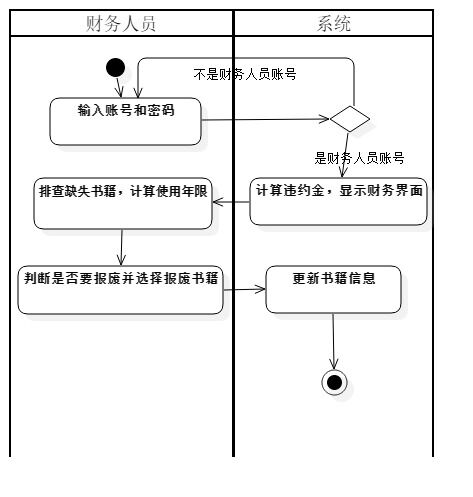 财务人员
系统
不是财务人员账号
输入账号和密码
是财务人员账号
排查缺失书籍，计算使用年限
计算违约金，显示财务界面
判断是否要报废并选择报废书籍
更新书籍信息